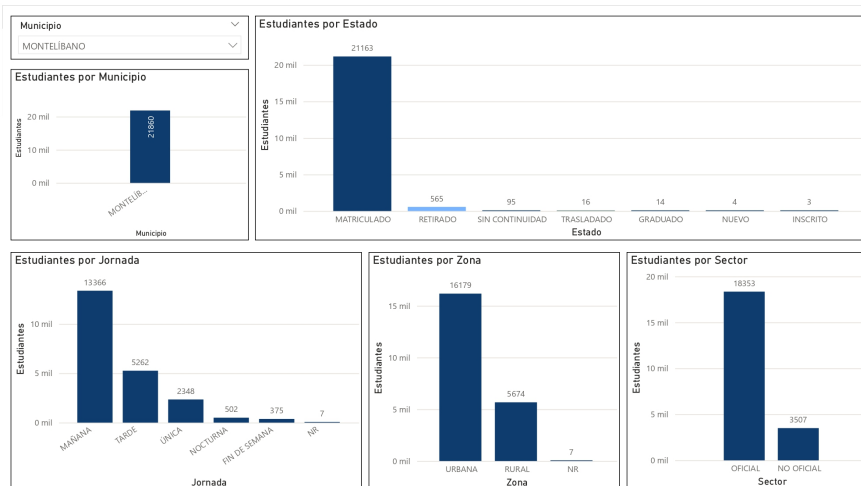 Municipio
MONTELÍBANO
Estudiantes por Municipio
20 mil
10 mil
0 mil
Estudiantes
21860
MONTELÍB...
Municipio
Estudiantes por Estado
20 mil
15 mil
10 mil
5 mil
0 mil
Estudiantes
21163
565
95
16
14
4
3
MATRICULADO RETIRADO SIN CONTINUIDAD TRASLADADO GRADUADO NUEVO INSCRITO
Estado
Estudiantes por Jornada
10 mil
5 mil
0 mil
Estudiantes
13366
5262
2348
502
375
7
MAÑANA TARDE ÚNICA NOCTURNA FIN DE SEMANA NR
Jornada
Estudiantes por Zona
15 mil
10 mil
5 mil
0 mil
Estudiantes
16179
5674
7
URBANA RURAL NR
Zona
Estudiantes por Sector
20 mil
15 mil
10 mil
5 mil
0 mil
Estudiantes
18353
3507
OFICIAL NO OFICIAL
Sector